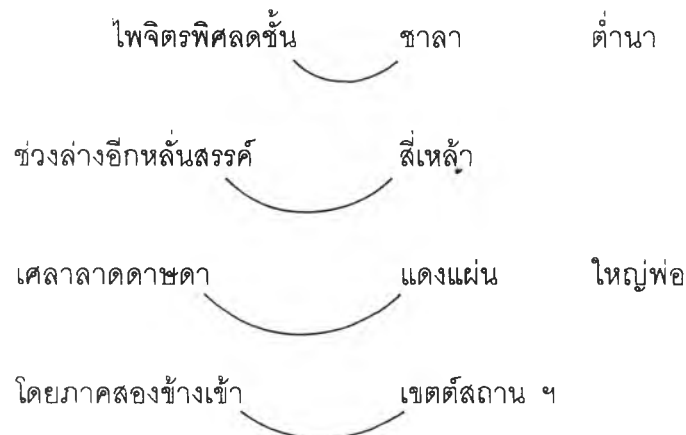 ไพจิตรพิศลดชั้น ชาลา ต่ำนา
ช่วงล่างอีกหลั่นสรรค์ สี่เหล้า
เศลาลาดดาษดา แดงแผ่น ใหญ่พ่อ
โดยภาคสองข้างเข้า เขตต์สถาน ฯ